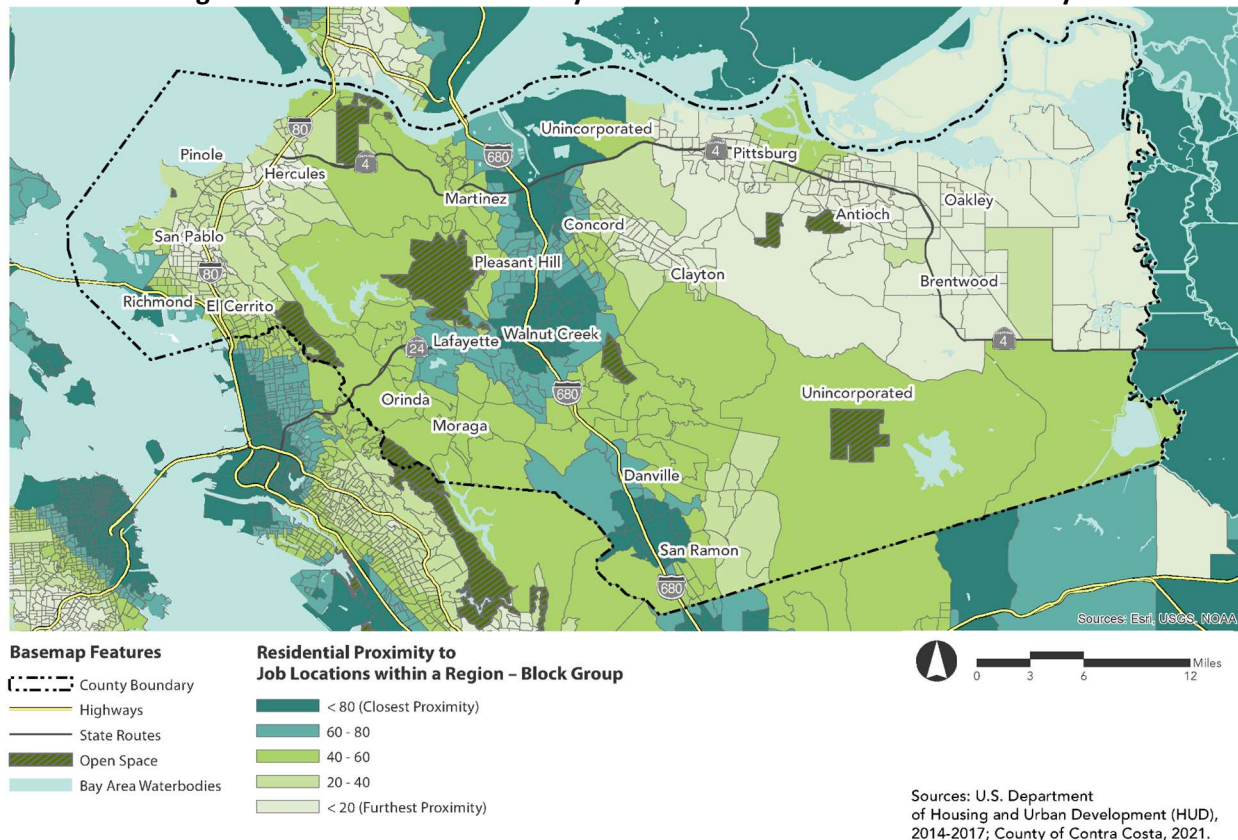 Unincorporated
80
680
4
Pittsburg
Pinole
4
Hercules
Martinez
Oakley
Antioch
Concord
San Pablo
Pleasant Hill
80
Clayton
Brentwood
Richmond
El Cerrito
Walnut Creek
Lafayette
24
4
680
Orinda
Unincorporated
Moraga
Danville
San Ramon
680
Sources: Esri, USGS, NOAA
Basemap Features
County Boundary
Highways
State Routes
Open Space
Bay Area Waterbodies
Residential Proximity to
Job Locations within a Region – Block Group
< 80 (Closest Proximity)
60 - 80
40 - 60
20 - 40
< 20 (Furthest Proximity)
Miles
0 3 6 12
Sources: U.S. Department
of Housing and Urban Development (HUD),
2014-2017; County of Contra Costa, 2021.